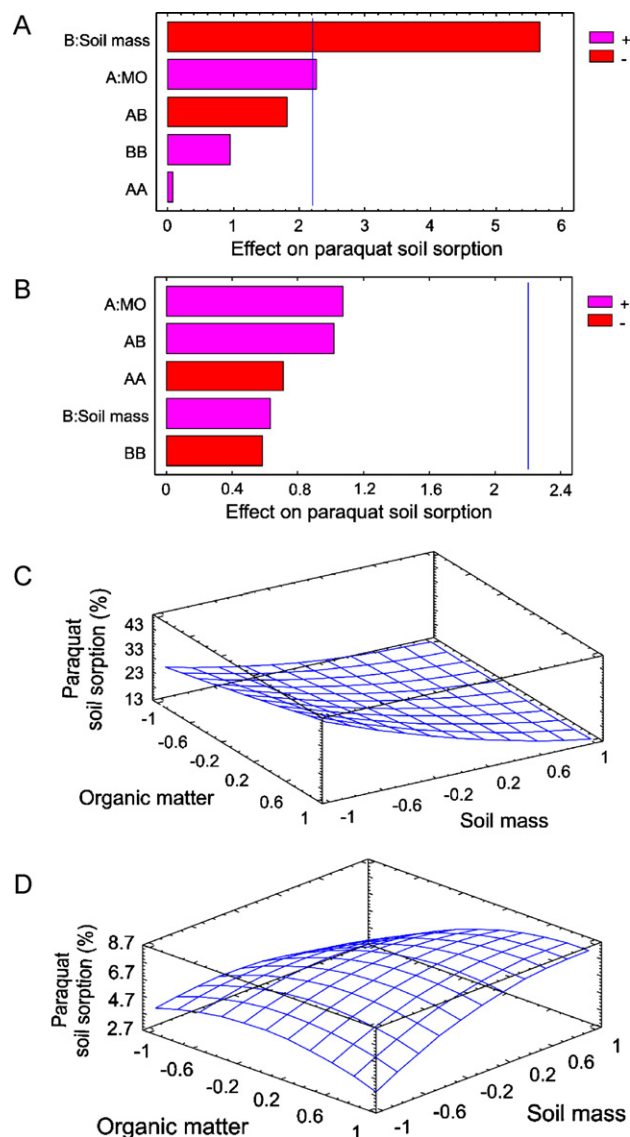 A
B:Soil mass
A:MO
AB
BB
AA
+
-
0 1 2 3 4 5 6
Effect on paraquat soil sorption
B
A:MO
AB
AA
B:Soil mass
BB
+
-
0 0.4 0.8 1.2 1.6 2 2.4
Effect on paraquat soil sorption
C
Paraquat
soil sorption (%)
43
33
23
13
-1
-0.6
-0.2
0.2
0.6
1
Organic matter
-1
-0.6
-0.2
0.2
0.6
1
Soil mass
D
Paraquat
soil sorption (%)
8.7
6.7
4.7
2.7
-1
-0.6
-0.2
0.2
0.6
1
Organic matter
-1
-0.6
-0.2
0.2
0.6
1
Soil mass